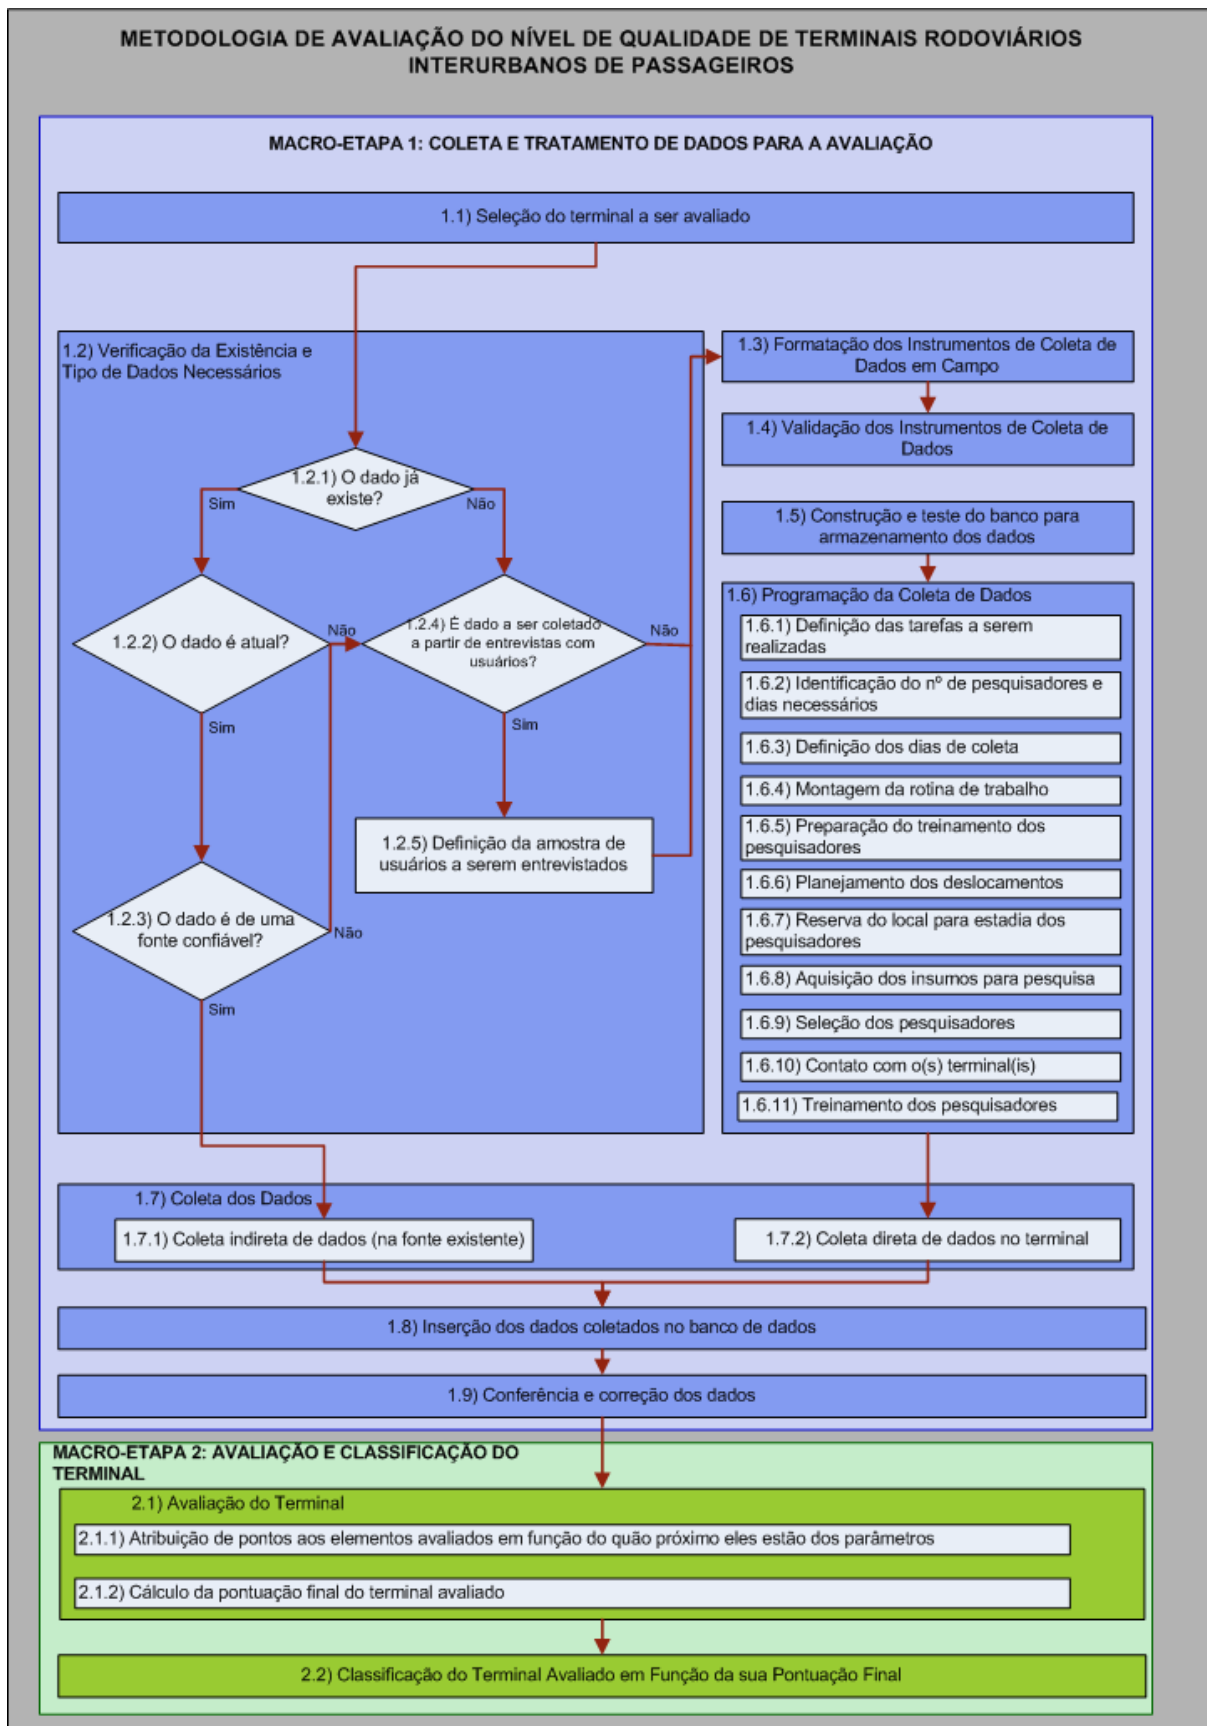 METODOLOGIA DE AVALIAÇÃO DO NÍVEL DE QUALIDADE DE TERMINAIS RODOVIÁRIOS
INTERURBANOS DE PASSAGEIROS
MACRO-ETAPA 1: COLETA E TRATAMENTO DE DADOS PARA A AVALIAÇÃO
1.1) Seleção do terminal a ser avaliado
1.2) Verificação da Existência e
Tipo de Dados Necessários
1.2.1) O dado já
existe?
Sim
Não
1.2.2) O dado é atual?
Não
Sim
1.2.4) É dado a ser coletado
a partir de entrevistas com
usuários?
Não
Sim
1.2.5) Definição da amostra de
usuários a serem entrevistados
1.2.3) O dado é de uma
fonte confiável?
Não
Sim
1.3) Formatação dos Instrumentos de Coleta de
Dados em Campo
1.4) Validação dos Instrumentos de Coleta de
Dados
1.5) Construção e teste do banco para
armazenamento dos dados
1.6) Programação da Coleta de Dados
1.6.1) Definição das tarefas a serem
realizadas
1.6.2) Identificação do nº de pesquisadores e
dias necessários
1.6.3) Definição dos dias de coleta
1.6.4) Montagem da rotina de trabalho
1.6.5) Preparação do treinamento dos
pesquisadores
1.6.6) Planejamento dos deslocamentos
1.6.7) Reserva do local para estadia dos
pesquisadores
1.6.8) Aquisição dos insumos para pesquisa
1.6.9) Seleção dos pesquisadores
1.6.10) Contato com o(s) terminal(is)
1.6.11) Treinamento dos pesquisadores
1.7) Coleta dos Dados
1.7.1) Coleta indireta de dados (na fonte existente)
1.7.2) Coleta direta de dados no terminal
1.8) Inserção dos dados coletados no banco de dados
1.9) Conferência e correção dos dados
MACRO-ETAPA 2: AVALIAÇÃO E CLASSIFICAÇÃO DO
TERMINAL
2.1) Avaliação do Terminal
2.1.1) Atribuição de pontos aos elementos avaliados em função do quão próximo eles estão dos parâmetros
2.1.2) Cálculo da pontuação final do terminal avaliado
2.2) Classificação do Terminal Avaliado em Função da sua Pontuação Final